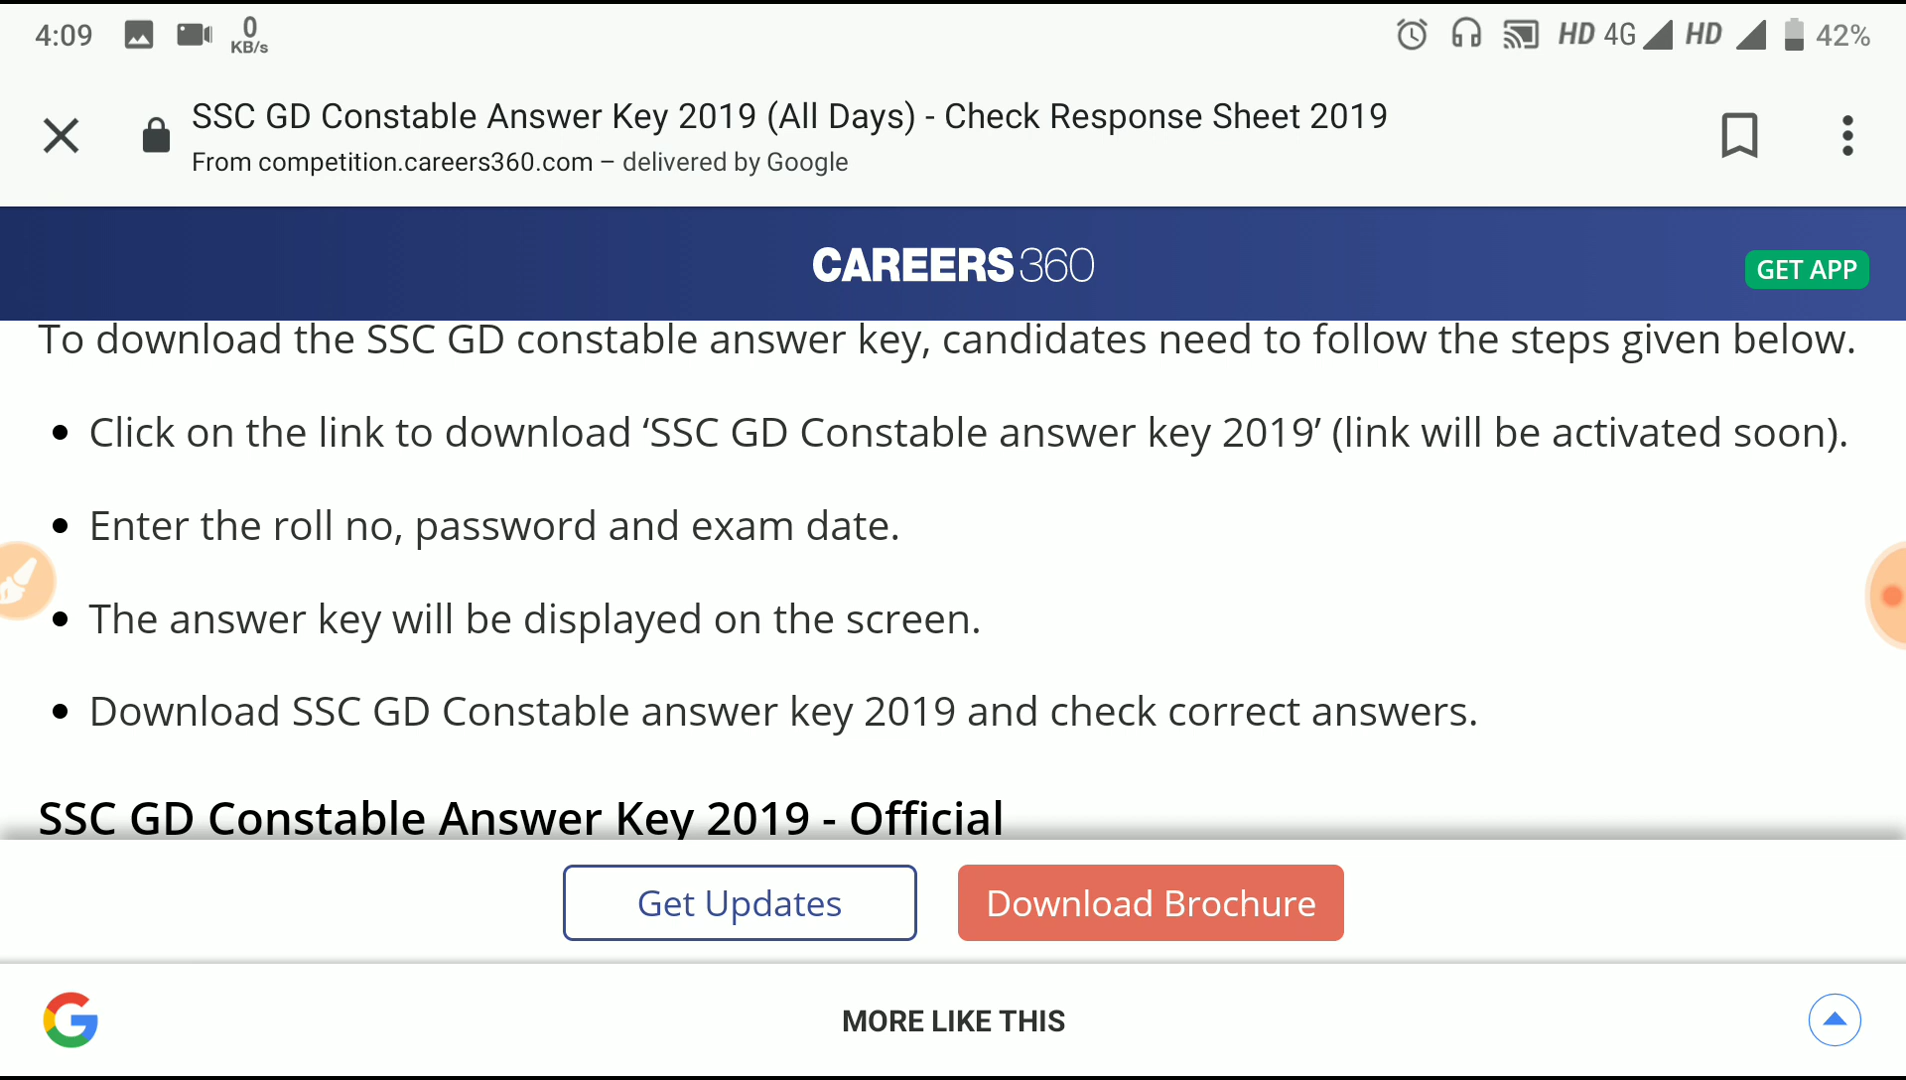 4:09 0 KB/s HD 4G HD 42%
SSC GD Constable Answer Key 2019 (All Days) - Check Response Sheet 2019
From competition.careers360.com – delivered by Google
CAREERS360
GET APP
To download the SSC GD constable answer key, candidates need to follow the steps given below.
• Click on the link to download ‘SSC GD Constable answer key 2019’ (link will be activated soon).
• Enter the roll no, password and exam date.
• The answer key will be displayed on the screen.
• Download SSC GD Constable answer key 2019 and check correct answers.
SSC GD Constable Answer Key 2019 - Official
Get Updates Download Brochure
MORE LIKE THIS